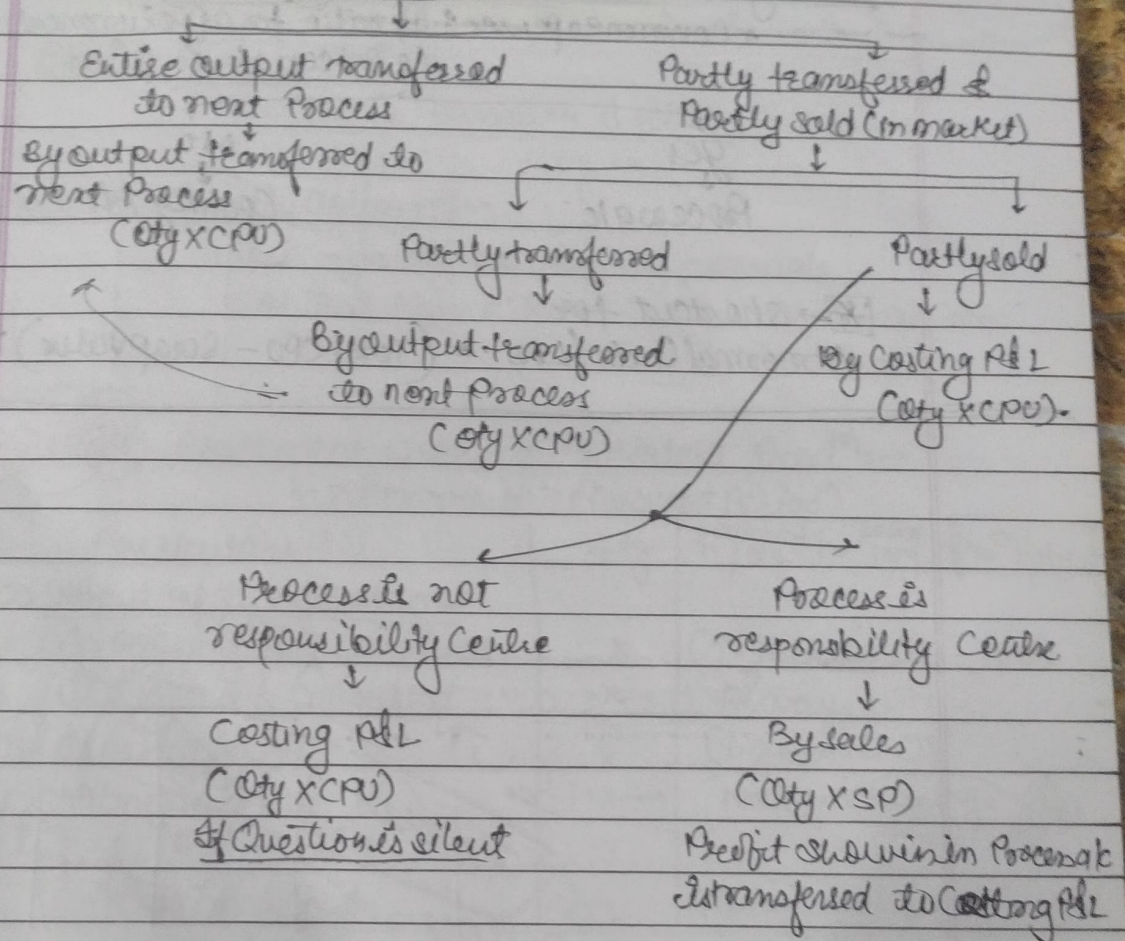 Entire output transferred
to next Process
By output transferred to
next Process
(Qty X CPU)
Partly transferred &
Partly sold (in market)
Partly transferred
By output transferred
to next Process
(Qty X CPU)
Partly sold
By Costing P&L
(Qty X CPU).
Process is not
responsibility Centre
Costing P&L
(Qty X CPU)
If Question is silent
Process is
responsbility Centre
By sales
(Qty X SP)
Profit shown in Process a/c
is transferred to Costing P&L